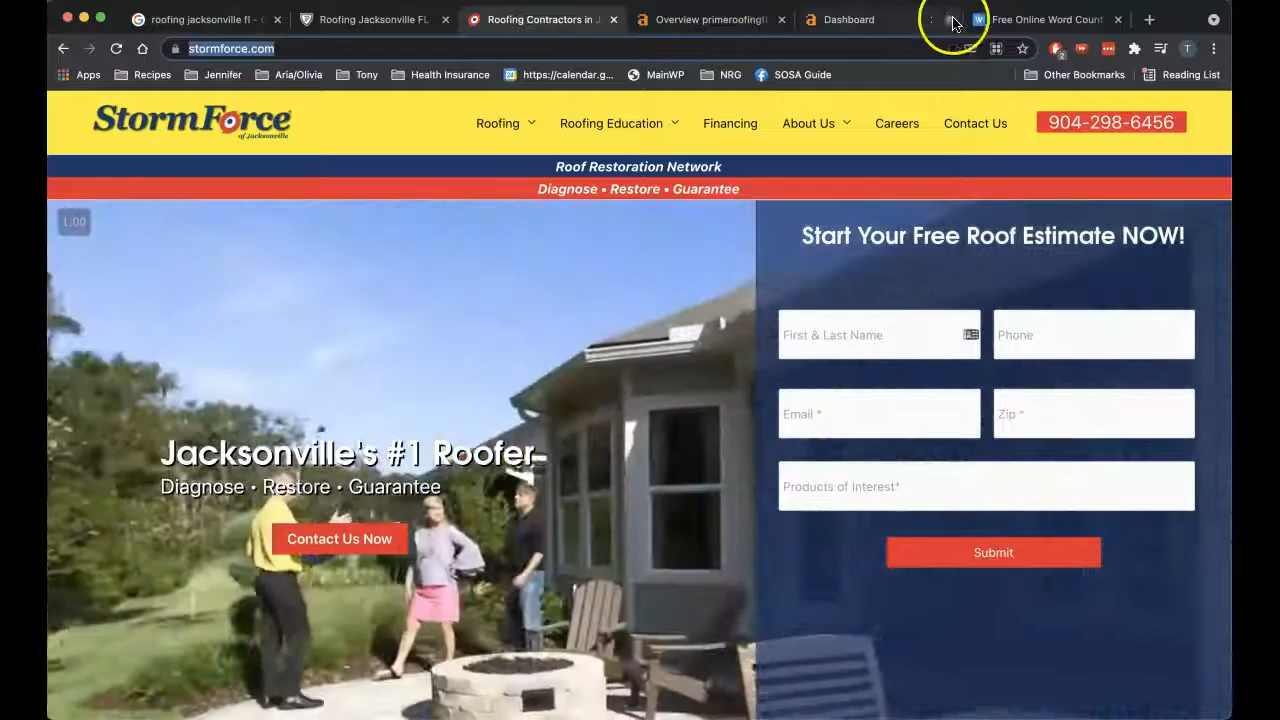 roofing jacksonville fl - G
Roofing Jacksonville FL
Roofing Contractors in J
Overview primeroofingfl
Dashboard
Free Online Word Count
stormforce.com
Apps
Recipes
Jennifer
Aria/Olivia
Tony
Health Insurance
https://calendar.g...
MainWP
NRG
SOSA Guide
Other Bookmarks
Reading List
StormForce
of Jacksonville
Roofing
Roofing Education
Financing
About Us
Careers
Contact Us
904-298-6456
Roof Restoration Network
Diagnose • Restore • Guarantee
1.00
Start Your Free Roof Estimate NOW!
First & Last Name
Phone
Email *
Zip *
Products of Interest*
Submit
Jacksonville's #1 Roofer
Diagnose • Restore • Guarantee
Contact Us Now